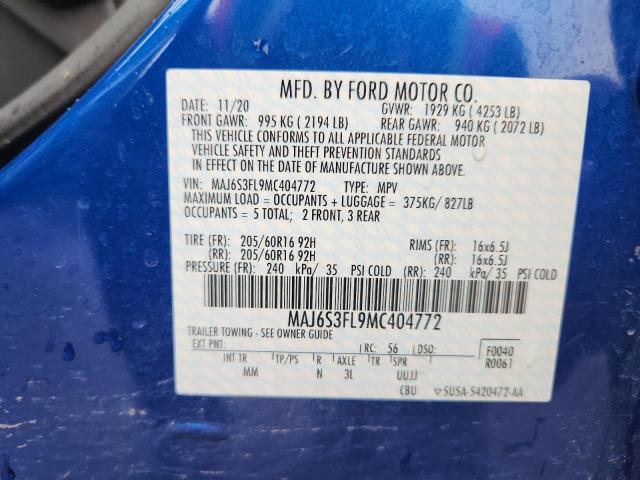 MFD. BY FORD MOTOR CO.
DATE: 11/20 GVWR: 1929 KG ( 4253 LB)
FRONT GAWR: 995 KG ( 2194 LB) REAR GAWR: 940 KG ( 2072 LB)
THIS VEHICLE CONFORMS TO ALL APPLICABLE FEDERAL MOTOR
VEHICLE SAFETY AND THEFT PREVENTION STANDARDS
IN EFFECT ON THE DATE OF MANUFACTURE SHOWN ABOVE.
VIN: MAJ6S3FL9MC404772 TYPE: MPV
MAXIMUM LOAD = OCCUPANTS + LUGGAGE = 375KG/ 827LB
OCCUPANTS = 5 TOTAL; 2 FRONT, 3 REAR
TIRE (FR): 205/60R16 92H RIMS (FR): 16x6.5J
(RR): 205/60R16 92H (RR): 16x6.5J
PRESSURE (FR): 240 kPa/ 35 PSI COLD (RR): 240 kPa/ 35 PSI COLD
MAJ6S3FL9MC404772
TRAILER TOWING - SEE OWNER GUIDE
EXT PNT: RC: 56 DSO: F0040
INT TR TP/PS R AXLE TR SPR R0061
MM N 3L UUJJ
CBU 5U5A-5420472-AA